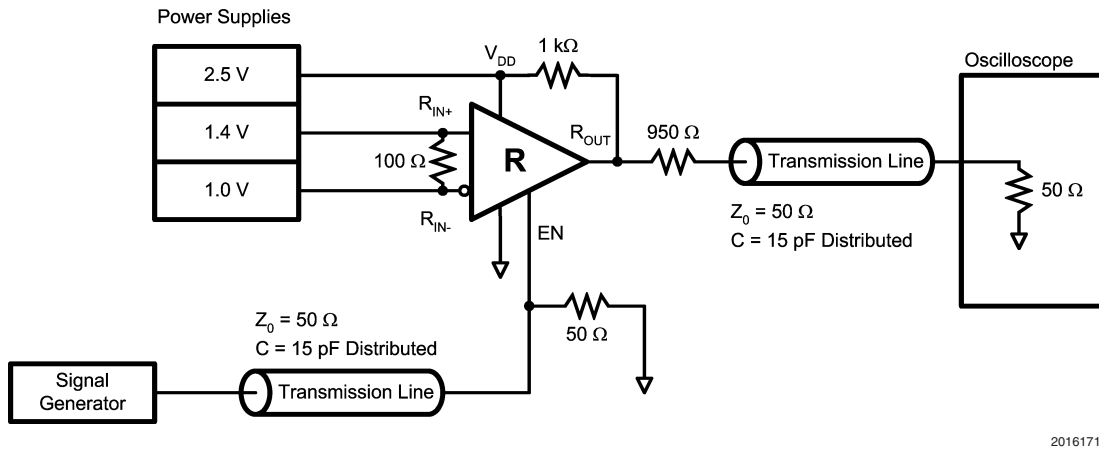 Power Supplies
2.5 V
1.4 V
1.0 V
V_DD
1 kΩ
R_IN+
100 Ω
R_IN-
R
R_OUT
950 Ω
Transmission Line
Z_0 = 50 Ω
C = 15 pF Distributed
Oscilloscope
50 Ω
EN
50 Ω
Z_0 = 50 Ω
C = 15 pF Distributed
Transmission Line
Signal
Generator
2016171